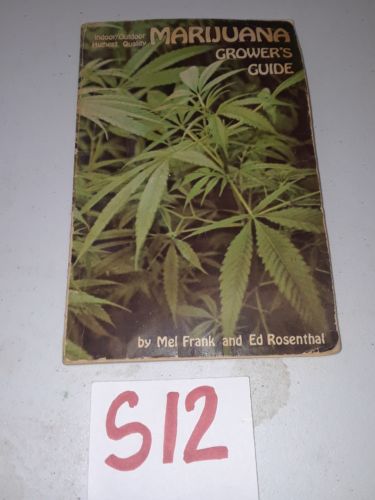 Indoor/Outdoor
Highest Quality
MARIJUANA
GROWER'S
GUIDE
by Mel Frank and Ed Rosenthal
S12